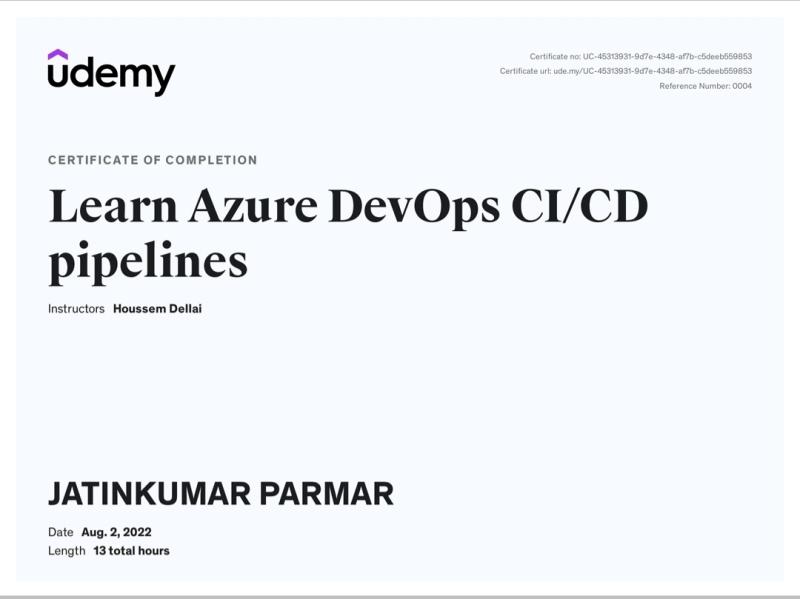 ûdemy
Certificate no: UC-45313931-9d7e-4348-af7b-c5deeb559853
Certificate url: ude.my/UC-45313931-9d7e-4348-af7b-c5deeb559853
Reference Number: 0004
CERTIFICATE OF COMPLETION
Learn Azure DevOps CI/CD
pipelines
Instructors Houssem Dellai
JATINKUMAR PARMAR
Date Aug. 2, 2022
Length 13 total hours